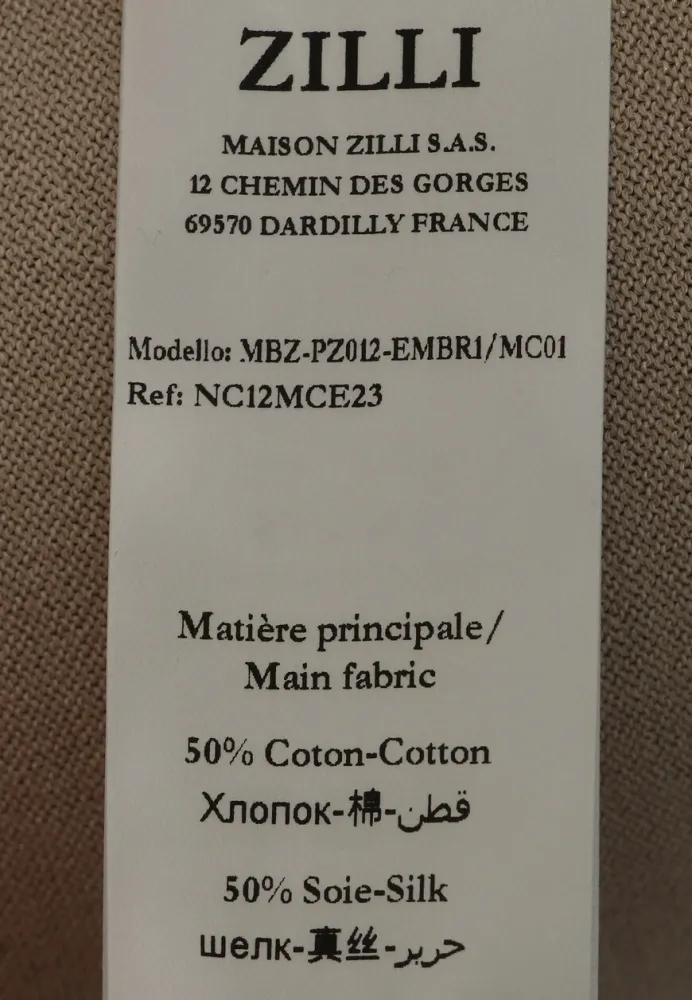 ZILLI
MAISON ZILLI S.A.S.
12 CHEMIN DES GORGES
69570 DARDILLY FRANCE
Modello: MBZ-PZ012-EMBR1/MC01
Ref: NC12MCE23
Matière principale/
Main fabric
50% Coton-Cotton
Хлопок-棉-قطن
50% Soie-Silk
шелк-真丝-حرير